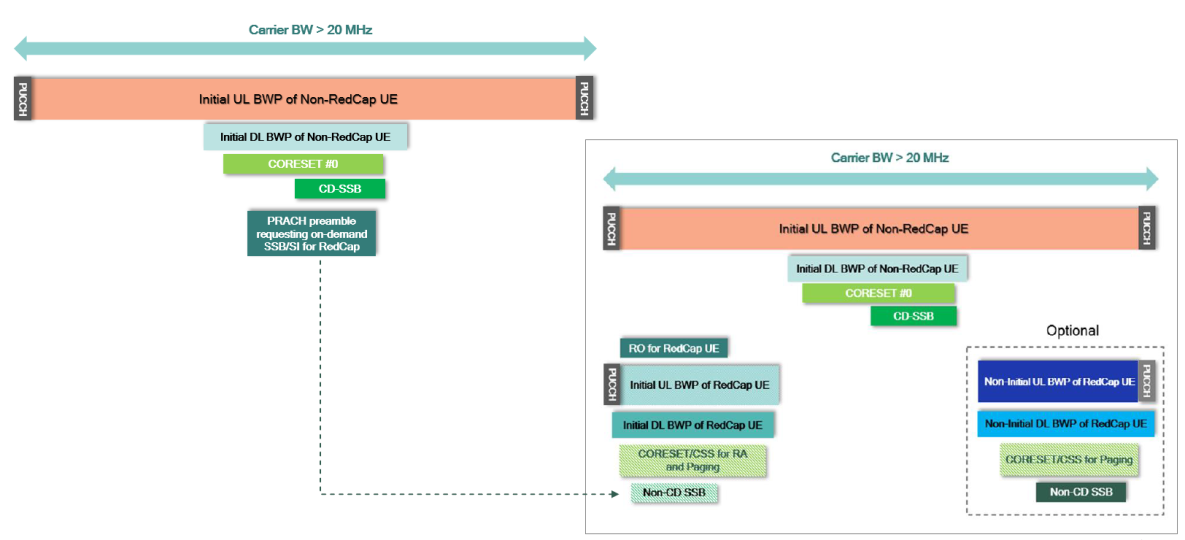 Carrier BW > 20 MHz
PUCCH
Initial UL BWP of Non-RedCap UE
PUCCH
Initial DL BWP of Non-RedCap UE
CORESET #0
CD-SSB
PRACH preamble
requesting on-demand
SSB/SI for RedCap
Carrier BW > 20 MHz
PUCCH
Initial UL BWP of Non-RedCap UE
PUCCH
Initial DL BWP of Non-RedCap UE
CORESET #0
CD-SSB
RO for RedCap UE
PUCCH
Initial UL BWP of RedCap UE
Initial DL BWP of RedCap UE
CORESET/CSS for RA
and Paging
Non-CD SSB
Optional
Non-Initial UL BWP of RedCap UE
PUCCH
Non-Initial DL BWP of RedCap UE
CORESET/CSS for Paging
Non-CD SSB